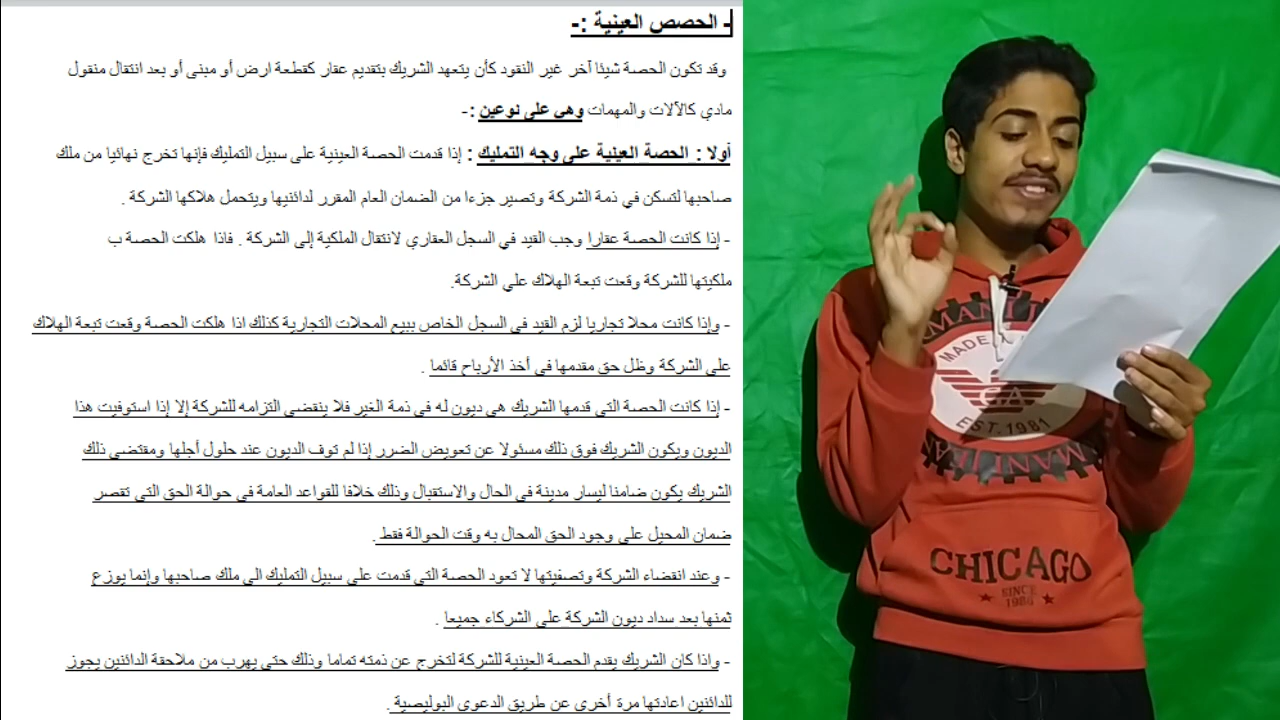 - الحصص العينية :-
وقد تكون الحصة شيئا آخر غير النقود كأن يتعهد الشريك بتقديم عقار كقطعة ارض أو مبنى أو بعد انتقال منقول
مادي كالآلات والمهمات وهي على نوعين :-
أولا : الحصة العينية على وجه التمليك : إذا قدمت الحصة العينية على سبيل التمليك فإنها تخرج نهائيا من ملك
صاحبها لتسكن في ذمة الشركة وتصير جزءا من الضمان العام المقرر لدائنيها ويتحمل هلاكها الشركة .
- إذا كانت الحصة عقارا وجب القيد في السجل العقاري لانتقال الملكية إلى الشركة . فاذا هلكت الحصة ب
ملكيتها للشركة وقعت تبعة الهلاك على الشركة.
- وإذا كانت محلا تجاريا لزم القيد في السجل الخاص ببيع المحلات التجارية كذلك اذا هلكت الحصة وقعت تبعة الهلاك
على الشركة وظل حق مقدمها في أخذ الأرباح قائما .
- إذا كانت الحصة التي قدمها الشريك هي ديون له في ذمة الغير فلا ينقضي التزامه للشركة إلا إذا استوفيت هذا
الديون ويكون الشريك فوق ذلك مسئولا عن تعويض الضرر إذا لم توف الديون عند حلول أجلها ومقتضى ذلك
الشريك يكون ضامنا ليسار مدينة في الحال والاستقبال وذلك خلافا للقواعد العامة في حوالة الحق التي تقصر
ضمان المحيل على وجود الحق المحال به وقت الحوالة فقط .
- وعند انقضاء الشركة وتصفيتها لا تعود الحصة التي قدمت على سبيل التمليك الى ملك صاحبها وإنما يوزع
ثمنها بعد سداد ديون الشركة على الشركاء جميعا .
- واذا كان الشريك يقدم الحصة العينية للشركة لتخرج عن ذمته تماما وذلك حتى يهرب من ملاحقة الدائنين يجوز
للدائنين اعادتها مرة أخرى عن طريق الدعوى البوليصية .
MADE
EST. 1981
CHICAGO
SINCE
1986